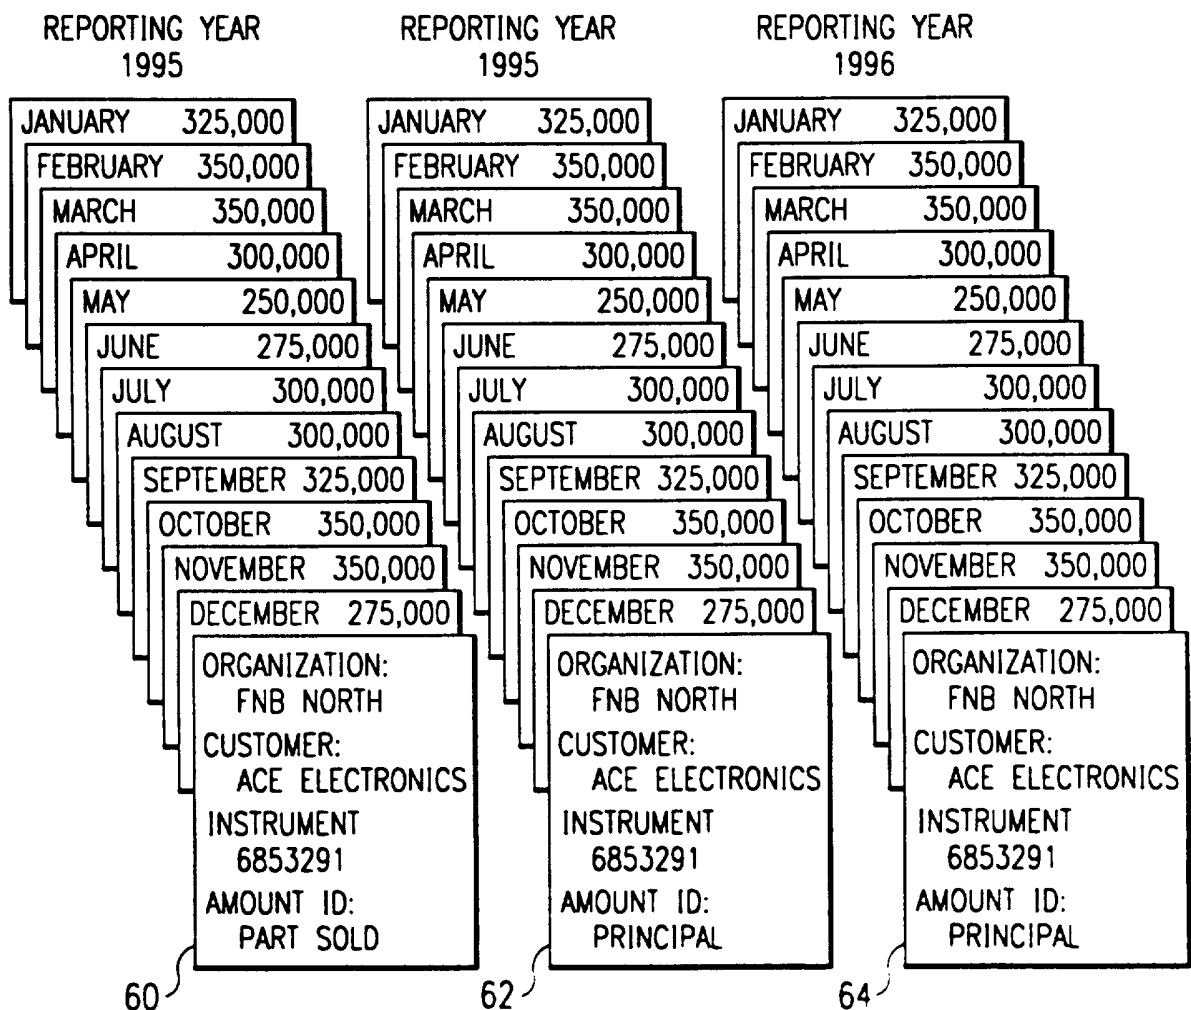 REPORTING YEAR
1995
JANUARY 325,000
FEBRUARY 350,000
MARCH 350,000
APRIL 300,000
MAY 250,000
JUNE 275,000
JULY 300,000
AUGUST 300,000
SEPTEMBER 325,000
OCTOBER 350,000
NOVEMBER 350,000
DECEMBER 275,000
ORGANIZATION:
FNB NORTH
CUSTOMER:
ACE ELECTRONICS
INSTRUMENT
6853291
AMOUNT ID:
PART SOLD
60
REPORTING YEAR
1995
JANUARY 325,000
FEBRUARY 350,000
MARCH 350,000
APRIL 300,000
MAY 250,000
JUNE 275,000
JULY 300,000
AUGUST 300,000
SEPTEMBER 325,000
OCTOBER 350,000
NOVEMBER 350,000
DECEMBER 275,000
ORGANIZATION:
FNB NORTH
CUSTOMER:
ACE ELECTRONICS
INSTRUMENT
6853291
AMOUNT ID:
PRINCIPAL
62
REPORTING YEAR
1996
JANUARY 325,000
FEBRUARY 350,000
MARCH 350,000
APRIL 300,000
MAY 250,000
JUNE 275,000
JULY 300,000
AUGUST 300,000
SEPTEMBER 325,000
OCTOBER 350,000
NOVEMBER 350,000
DECEMBER 275,000
ORGANIZATION:
FNB NORTH
CUSTOMER:
ACE ELECTRONICS
INSTRUMENT
6853291
AMOUNT ID:
PRINCIPAL
64